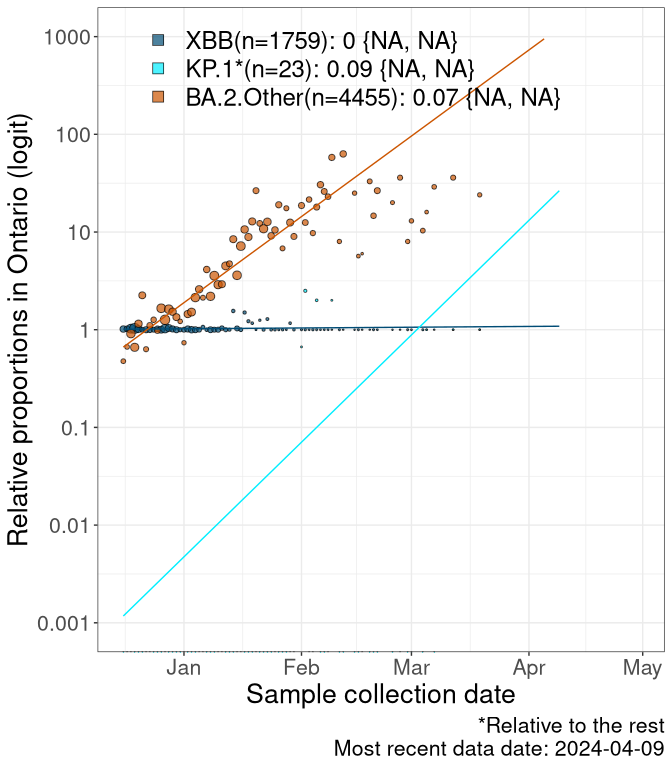 XBB(n=1759): 0 {NA, NA}
KP.1*(n=23): 0.09 {NA, NA}
BA.2.Other(n=4455): 0.07 {NA, NA}
Relative proportions in Ontario (logit)
1000
100
10
1
0.1
0.01
0.001
Jan Feb Mar Apr May
Sample collection date
*Relative to the rest
Most recent data date: 2024-04-09